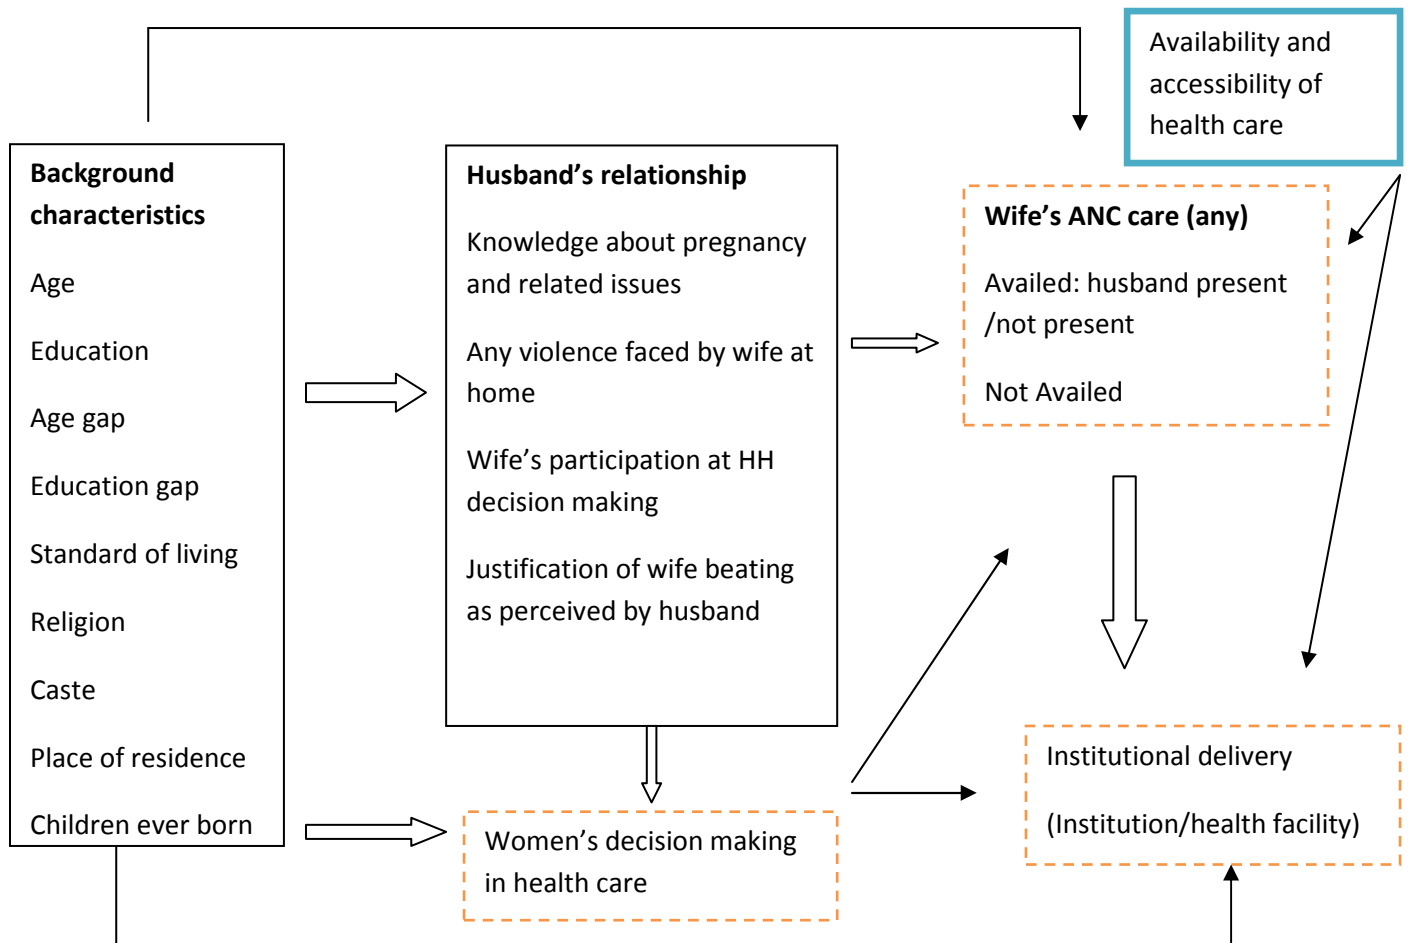 Availability and
accessibility of
health care
Background
characteristics
Age
Education
Age gap
Education gap
Standard of living
Religion
Caste
Place of residence
Children ever born
Husband’s relationship
Knowledge about pregnancy
and related issues
Any violence faced by wife at
home
Wife’s participation at HH
decision making
Justification of wife beating
as perceived by husband
Wife’s ANC care (any)
Availed: husband present
/not present
Not Availed
Women’s decision making
in health care
Institutional delivery
(Institution/health facility)